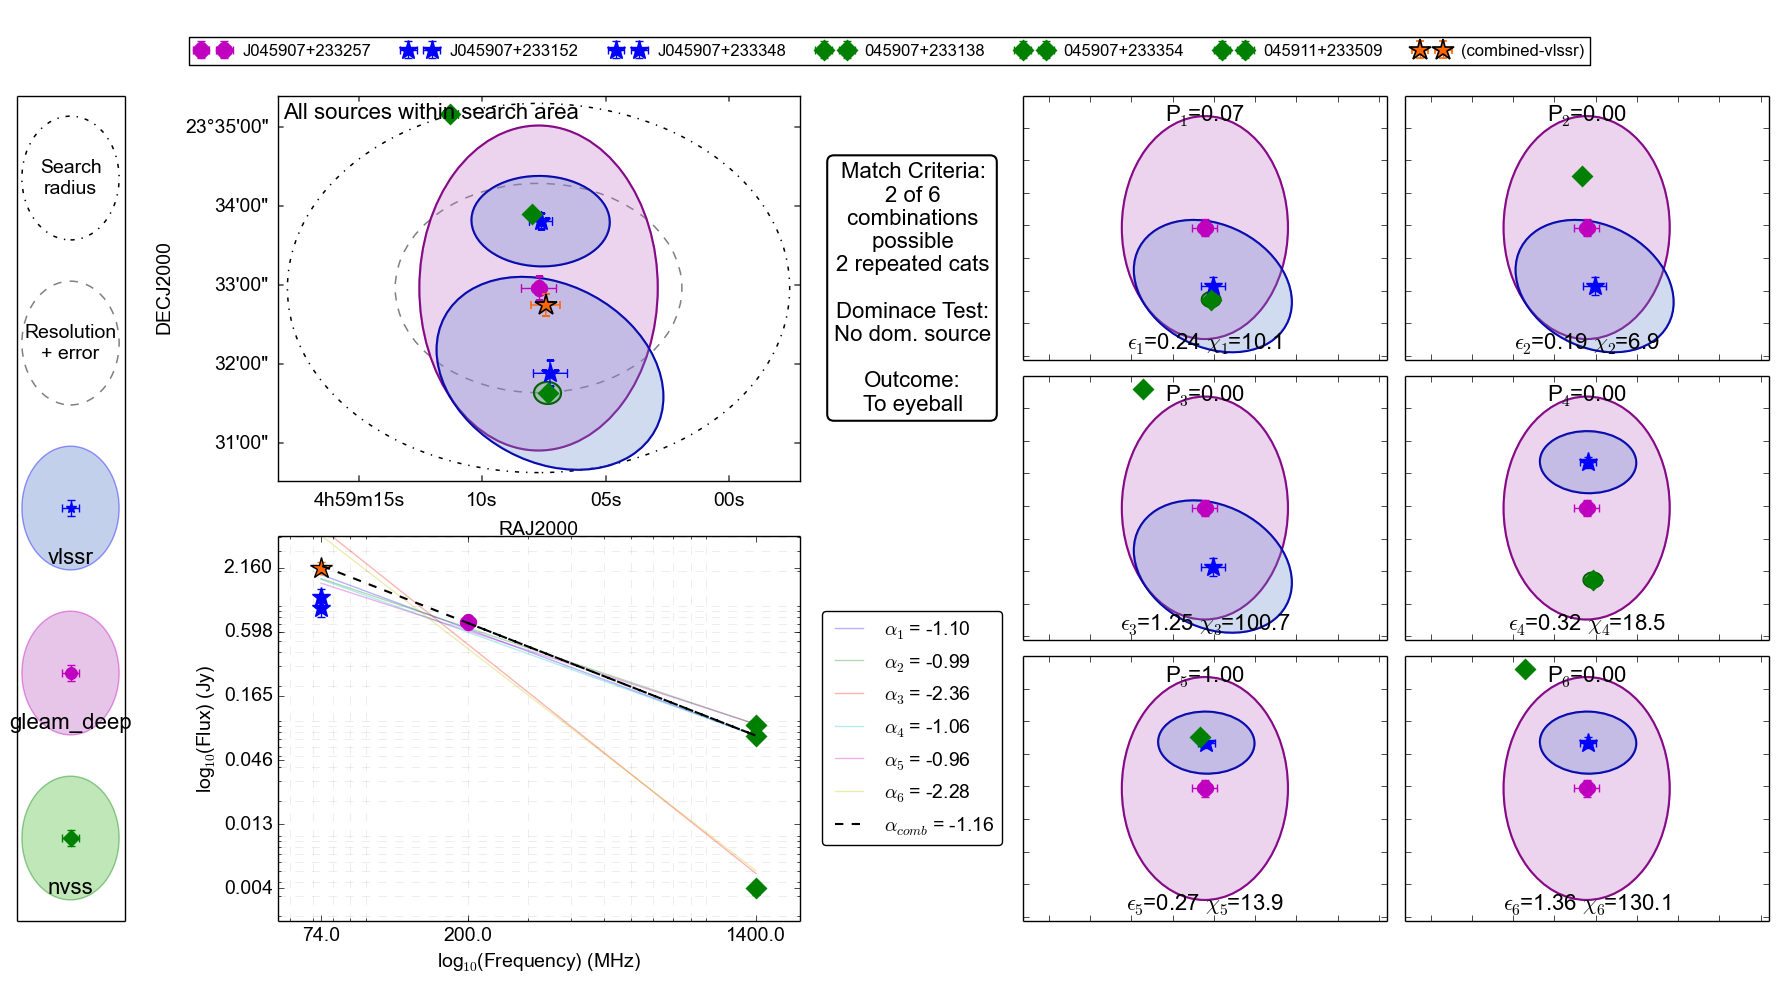 J045907+233257 J045907+233152 J045907+233348 045907+233138 045907+233354 045911+233509 (combined-vlssr)
Search
radius
Resolution
+ error
vlssr
gleam_deep
nvss
All sources within search area
DECJ2000
23°35'00"
34'00"
33'00"
32'00"
31'00"
4h59m15s 10s 05s 00s
RAJ2000
Match Criteria:
2 of 6
combinations
possible
2 repeated cats
Dominace Test:
No dom. source
Outcome:
To eyeball
log10(Flux) (Jy)
2.160
0.598
0.165
0.046
0.013
0.004
74.0 200.0 1400.0
log10(Frequency) (MHz)
α1 = -1.10
α2 = -0.99
α3 = -2.36
α4 = -1.06
α5 = -0.96
α6 = -2.28
αcomb = -1.16
P1=0.07
ϵ1=0.24 χ1=10.1
P2=0.00
ϵ2=0.19 χ2=6.9
P3=0.00
ϵ3=1.25 χ3=100.7
P4=0.00
ϵ4=0.32 χ4=18.5
P5=1.00
ϵ5=0.27 χ5=13.9
P6=0.00
ϵ6=1.36 χ6=130.1